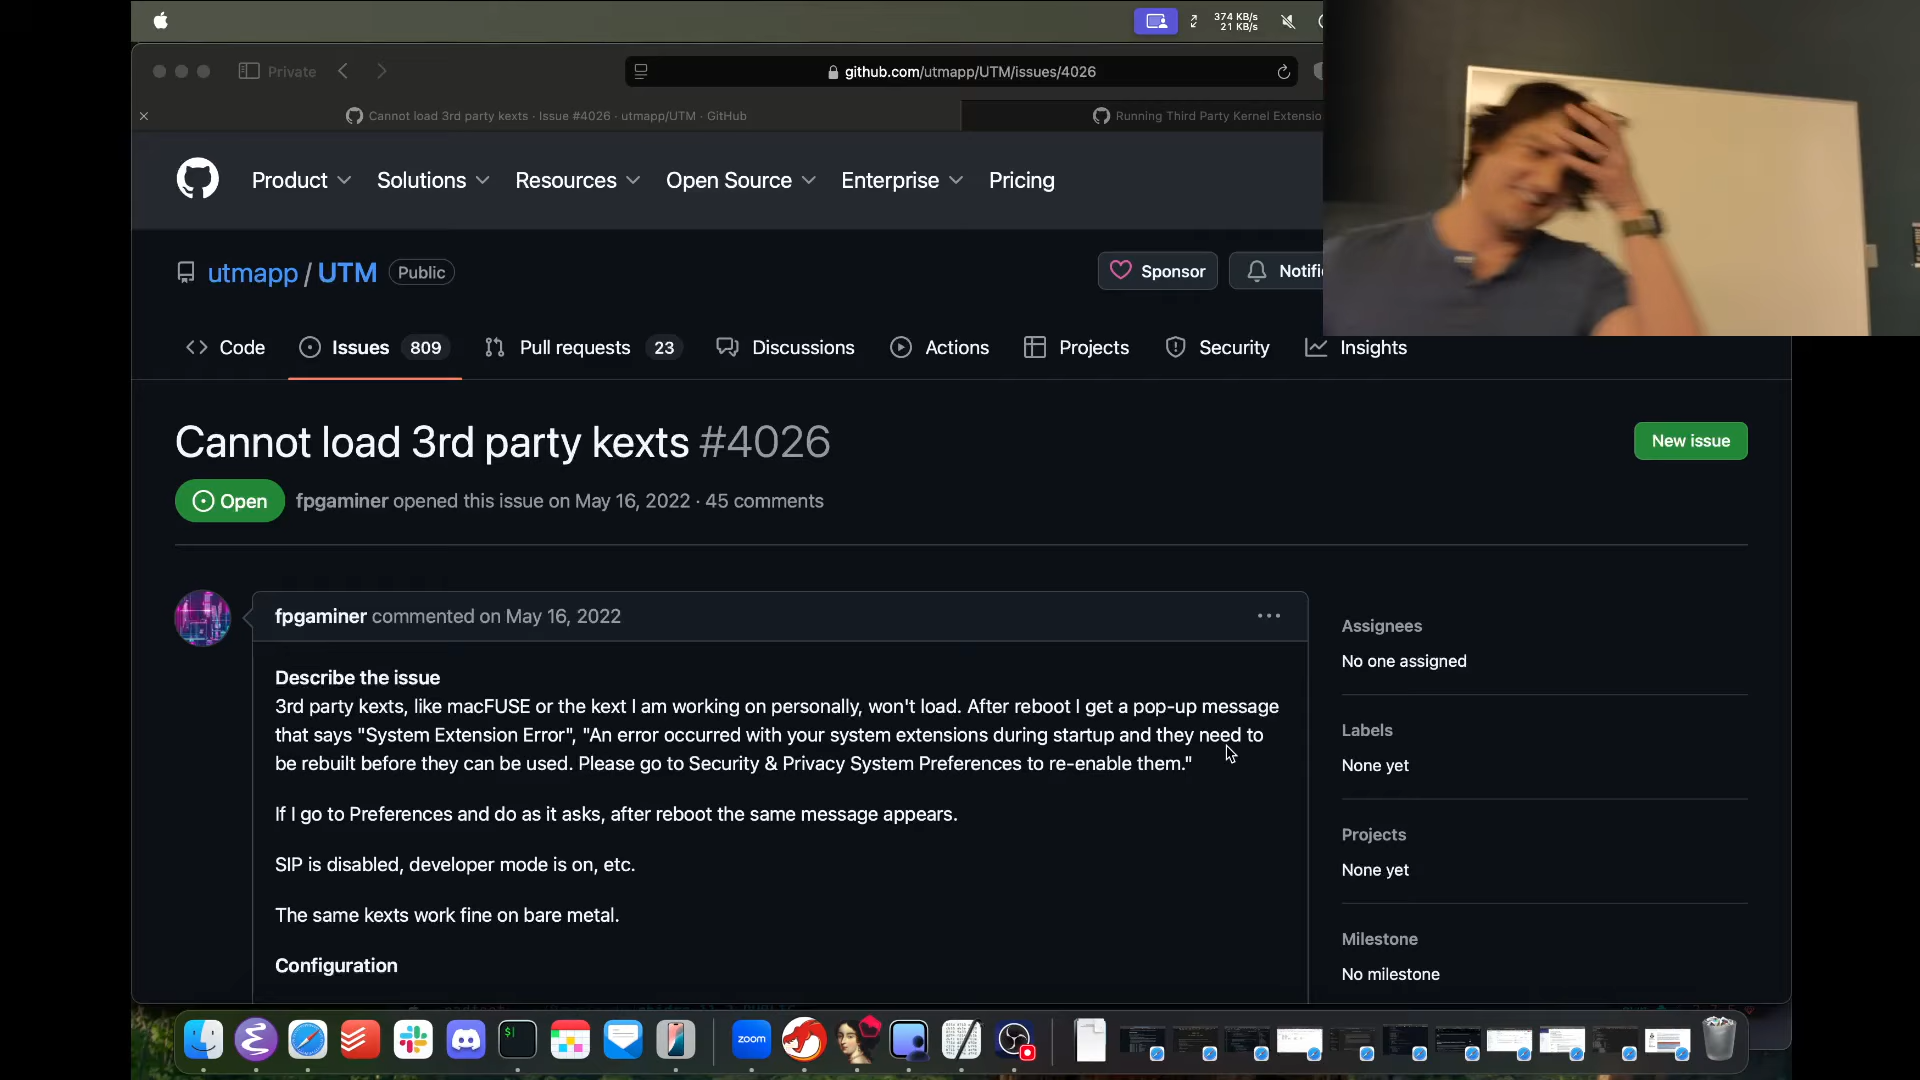 374 KB/s
21 KB/s
Private
github.com/utmapp/UTM/issues/4026
Cannot load 3rd party kexts · Issue #4026 · utmapp/UTM · GitHub
Running Third Party Kernel Extensio
Product
Solutions
Resources
Open Source
Enterprise
Pricing
utmapp / UTM
Public
Sponsor
Notifi
Code
Issues 809
Pull requests 23
Discussions
Actions
Projects
Security
Insights
Cannot load 3rd party kexts #4026
New issue
Open
fpgaminer opened this issue on May 16, 2022 · 45 comments
fpgaminer commented on May 16, 2022
Describe the issue
3rd party kexts, like macFUSE or the kext I am working on personally, won't load. After reboot I get a pop-up message
that says "System Extension Error", "An error occurred with your system extensions during startup and they need to
be rebuilt before they can be used. Please go to Security & Privacy System Preferences to re-enable them."
If I go to Preferences and do as it asks, after reboot the same message appears.
SIP is disabled, developer mode is on, etc.
The same kexts work fine on bare metal.
Configuration
Assignees
No one assigned
Labels
None yet
Projects
None yet
Milestone
No milestone
zoom